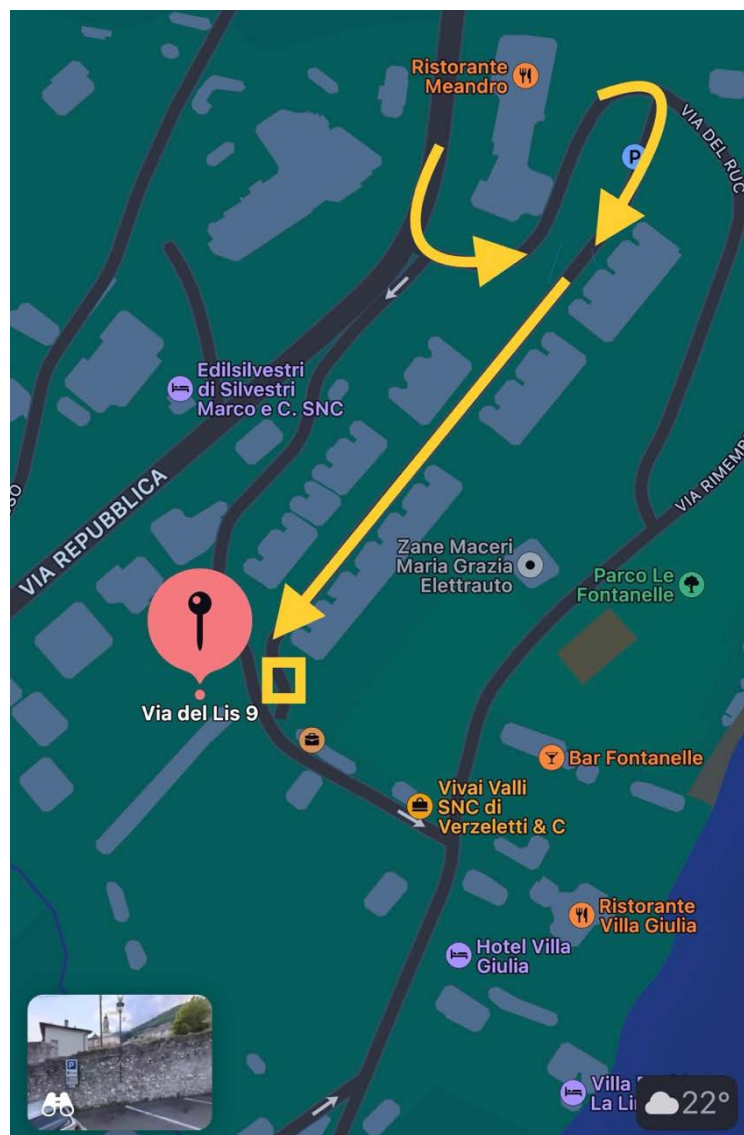 Ristorante
Meandro
P
VIA DEL RUC
Edilsilvestri
di Silvestri
Marco e C. SNC
SO
VIA REPUBBLICA
VIA RIMEMB
Zane Maceri
Maria Grazia
Elettrauto
Parco Le
Fontanelle
Via del Lis 9
Bar Fontanelle
Vivai Valli
SNC di
Verzeletti & C
Ristorante
Villa Giulia
Hotel Villa
Giulia
P
Villa
La Li
22°